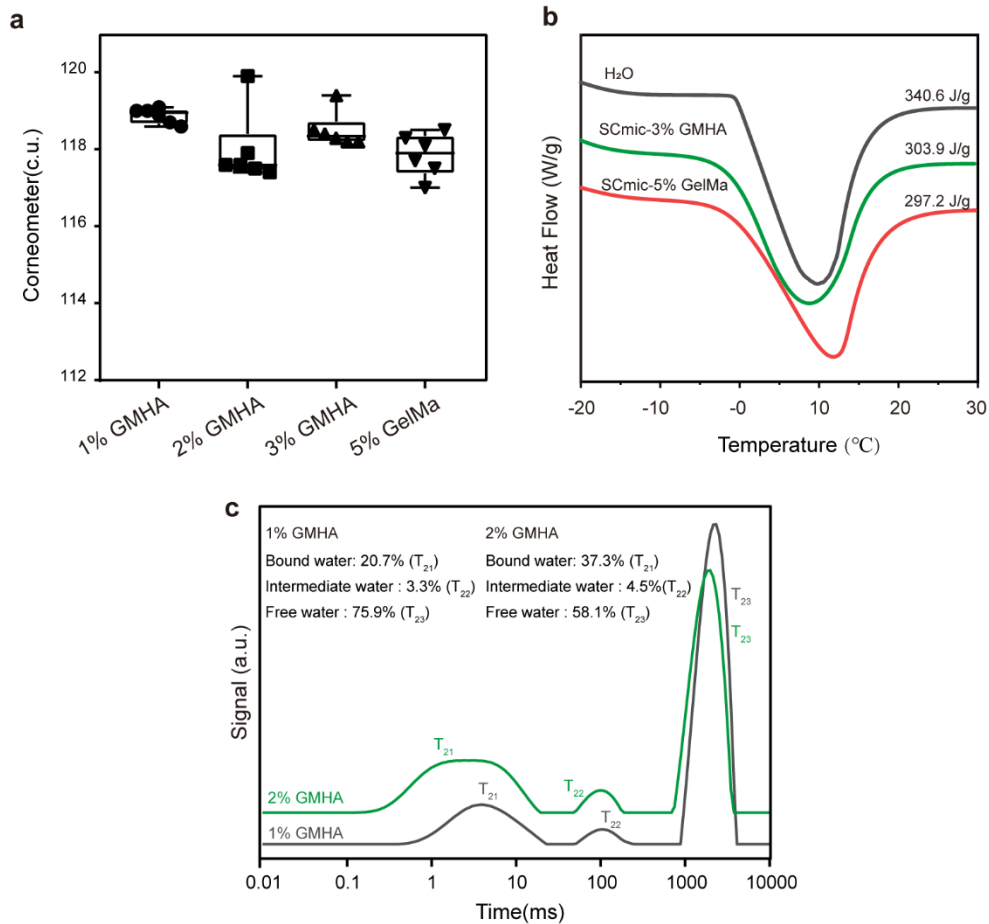 a
Corneometer(c.u.)
120
118
116
114
112
1% GMHA
2% GMHA
3% GMHA
5% GelMa
b
Heat Flow (W/g)
H₂O
340.6 J/g
SCmic-3% GMHA
303.9 J/g
SCmic-5% GelMa
297.2 J/g
-20 -10 -0 10 20 30
Temperature (℃)
c
Signal (a.u.)
1% GMHA
Bound water: 20.7% (T₂₁)
Intermediate water : 3.3% (T₂₂)
Free water : 75.9% (T₂₃)
2% GMHA
Bound water: 37.3% (T₂₁)
Intermediate water : 4.5%(T₂₂)
Free water : 58.1% (T₂₃)
T₂₃
T₂₃
T₂₁
T₂₁
T₂₂
T₂₂
2% GMHA
1% GMHA
0.01 0.1 1 10 100 1000 10000
Time(ms)